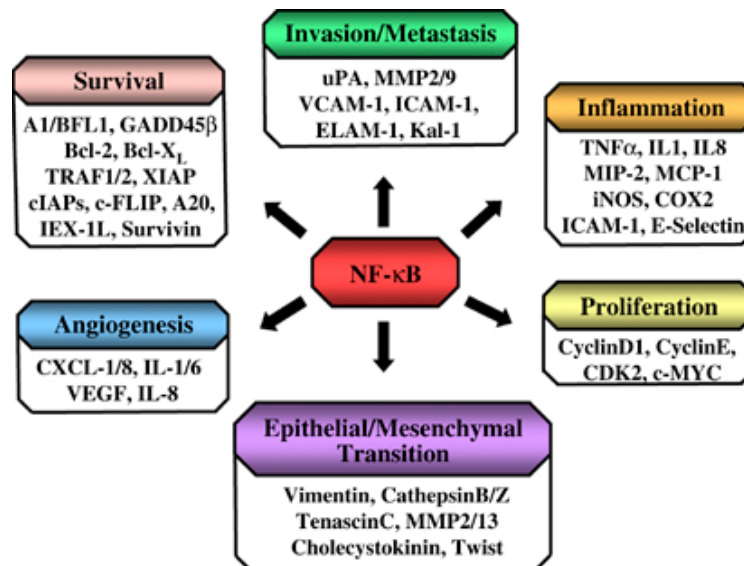 Invasion/Metastasis
uPA, MMP2/9
VCAM-1, ICAM-1,
ELAM-1, Kal-1
Survival
A1/BFL1, GADD45β
Bcl-2, Bcl-X_L
TRAF1/2, XIAP
cIAPs, c-FLIP, A20,
IEX-1L, Survivin
Inflammation
TNFα, IL1, IL8
MIP-2, MCP-1
iNOS, COX2
ICAM-1, E-Selectin
NF-κB
Angiogenesis
CXCL-1/8, IL-1/6
VEGF, IL-8
Proliferation
CyclinD1, CyclinE,
CDK2, c-MYC
Epithelial/Mesenchymal
Transition
Vimentin, CathepsinB/Z
TenascinC, MMP2/13
Cholecystokinin, Twist